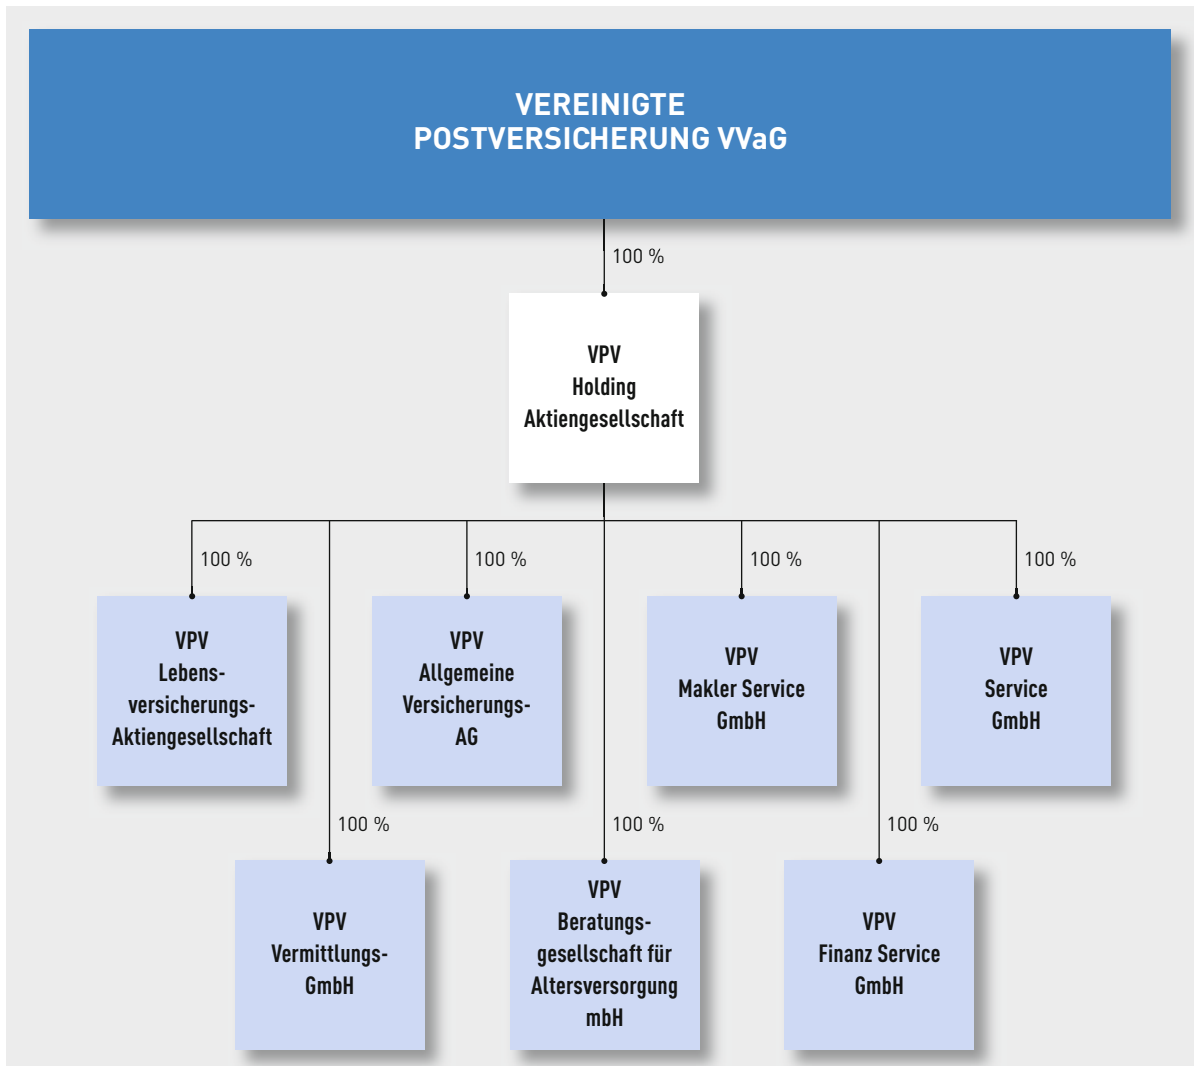 VEREINIGTE
POSTVERSICHERUNG VVaG
100 %
VPV
Holding
Aktiengesellschaft
100 %
100 %
100 %
100 %
VPV
Lebens-
versicherungs-
Aktiengesellschaft
VPV
Allgemeine
Versicherungs-
AG
VPV
Makler Service
GmbH
VPV
Service
GmbH
100 %
100 %
100 %
VPV
Vermittlungs-
GmbH
VPV
Beratungs-
gesellschaft für
Altersversorgung
mbH
VPV
Finanz Service
GmbH